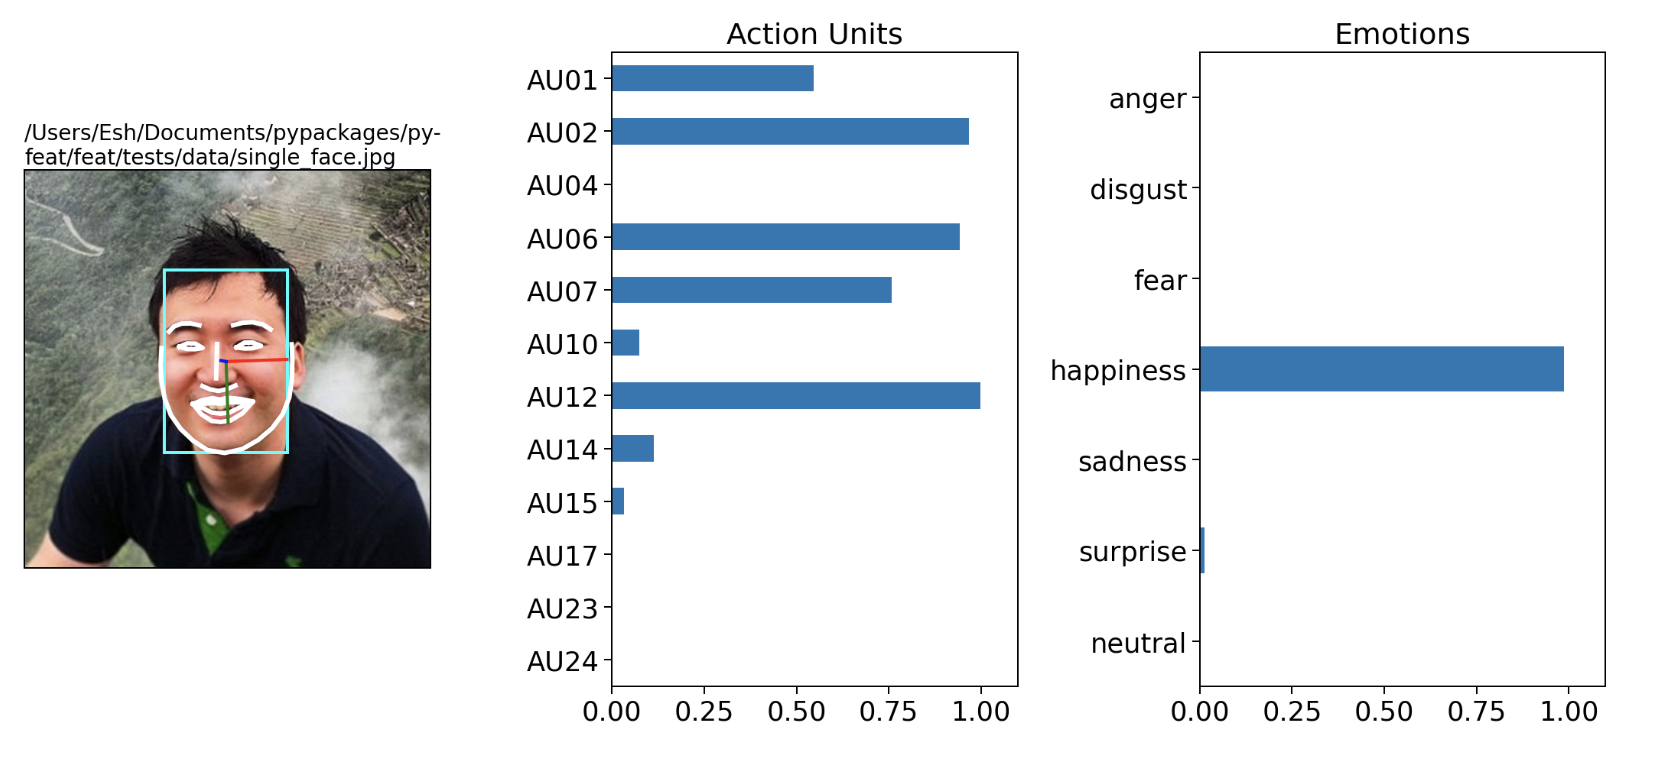 /Users/Esh/Documents/pypackages/py-
feat/feat/tests/data/single_face.jpg
Action Units
AU01
AU02
AU04
AU06
AU07
AU10
AU12
AU14
AU15
AU17
AU23
AU24
0.00 0.25 0.50 0.75 1.00
Emotions
anger
disgust
fear
happiness
sadness
surprise
neutral
0.00 0.25 0.50 0.75 1.00